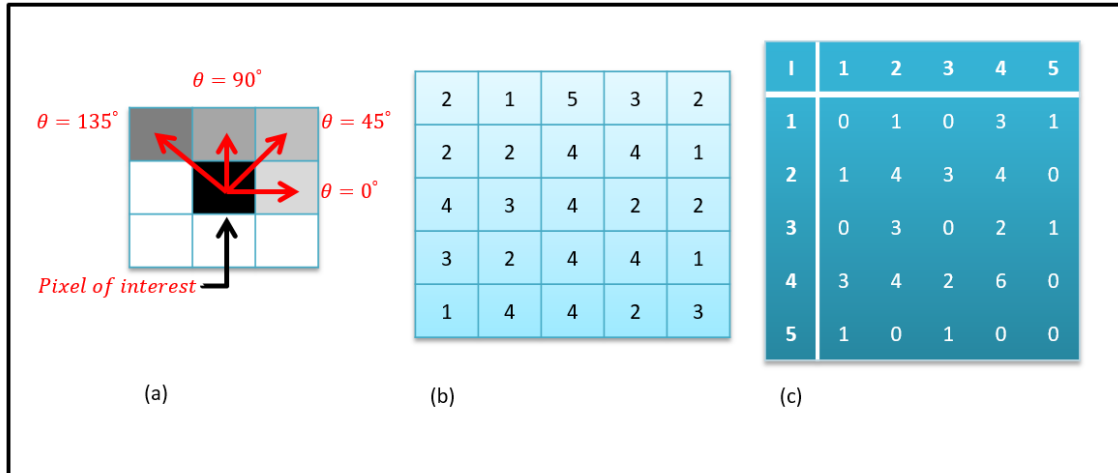 θ = 90°
θ = 135°
θ = 45°
θ = 0°
Pixel of interest
(a)
2 1 5 3 2
2 2 4 4 1
4 3 4 2 2
3 2 4 4 1
1 4 4 2 3
(b)
I 1 2 3 4 5
1 0 1 0 3 1
2 1 4 3 4 0
3 0 3 0 2 1
4 3 4 2 6 0
5 1 0 1 0 0
(c)